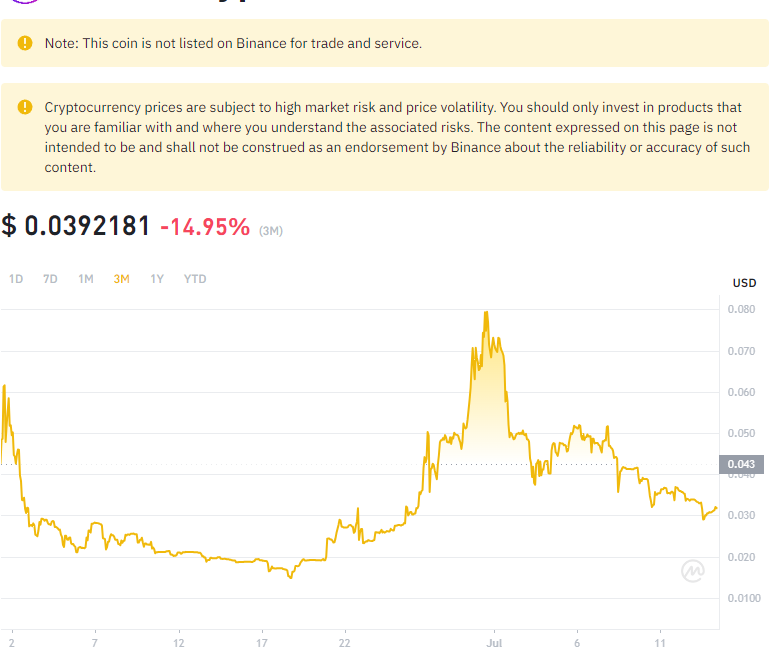 Note: This coin is not listed on Binance for trade and service.
Cryptocurrency prices are subject to high market risk and price volatility. You should only invest in products that
you are familiar with and where you understand the associated risks. The content expressed on this page is not
intended to be and shall not be construed as an endorsement by Binance about the reliability or accuracy of such
content.
$ 0.0392181 -14.95% (3M)
1D 7D 1M 3M 1Y YTD
USD
0.080
0.070
0.060
0.050
0.043
0.040
0.030
0.020
0.0100
2 7 12 17 22 Jul 6 11